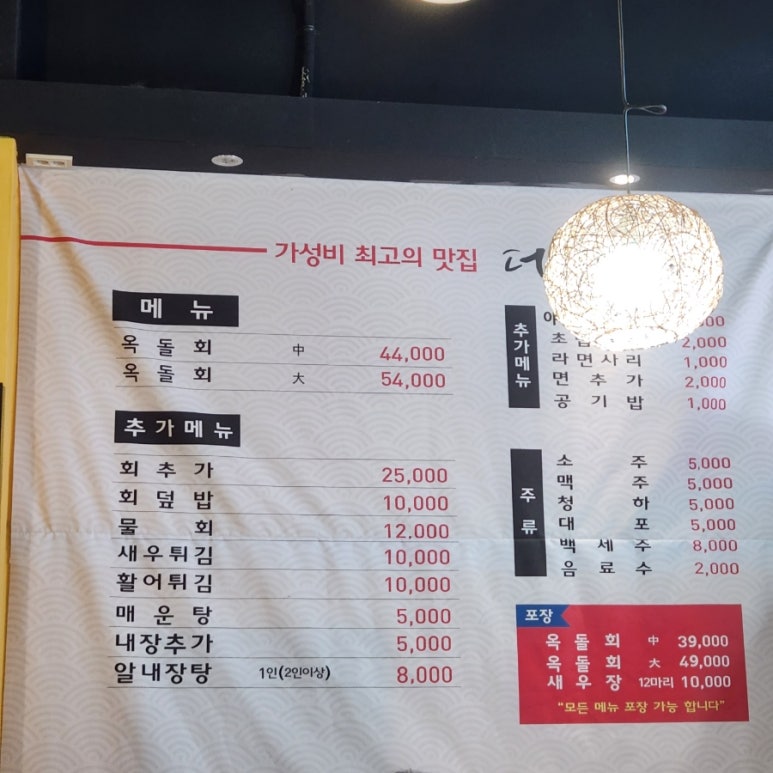 가성비 최고의 맛집 더
메 뉴
옥 돌 회 中 44,000
옥 돌 회 大 54,000
추 가 메 뉴
회 추 가 25,000
회 덮 밥 10,000
물 회 12,000
새우튀김 10,000
활어튀김 10,000
매 운 탕 5,000
내장추가 5,000
알내장탕 1인(2인이상) 8,000
추가메뉴
2,000
라면사리 1,000
면 추 가 2,000
공 기 밥 1,000
주류
소 주 5,000
맥 주 5,000
청 하 5,000
대 포 5,000
백 세 주 8,000
음 료 수 2,000
포장
옥 돌 회 中 39,000
옥 돌 회 大 49,000
새 우 장 12마리 10,000
"모든 메뉴 포장 가능 합니다"